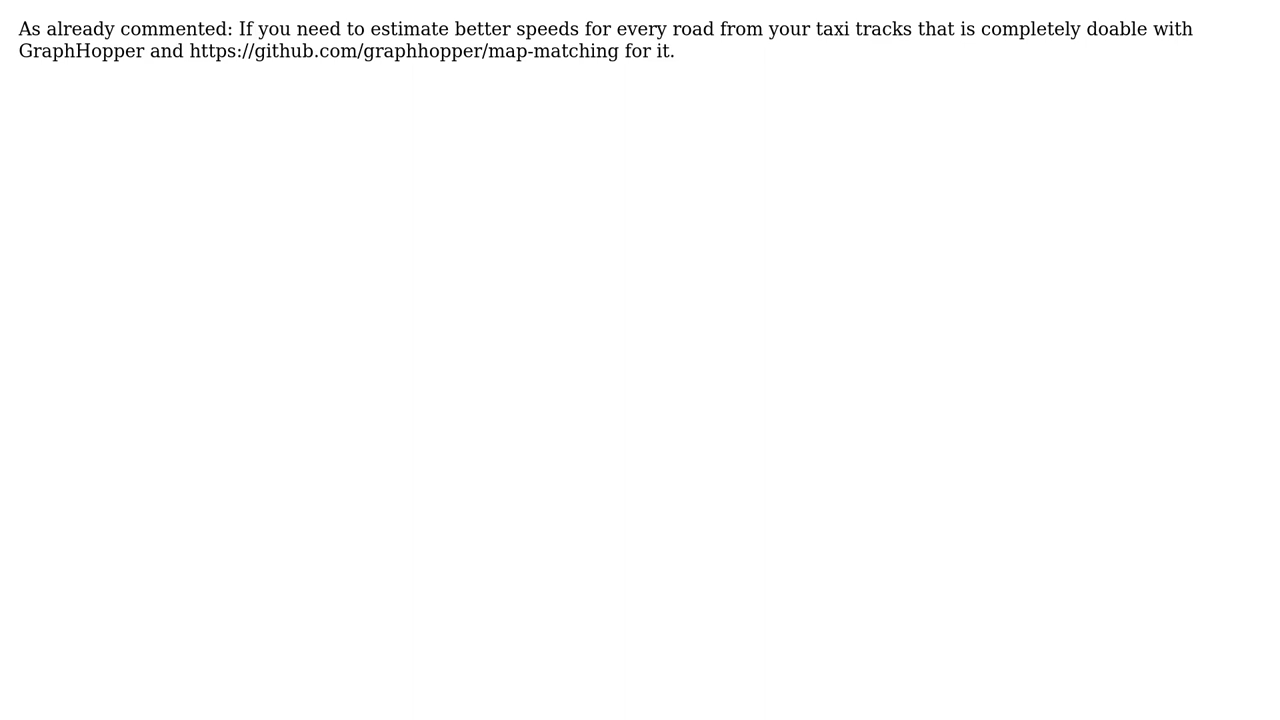 As already commented: If you need to estimate better speeds for every road from your taxi tracks that is completely doable with
GraphHopper and https://github.com/graphhopper/map-matching for it.